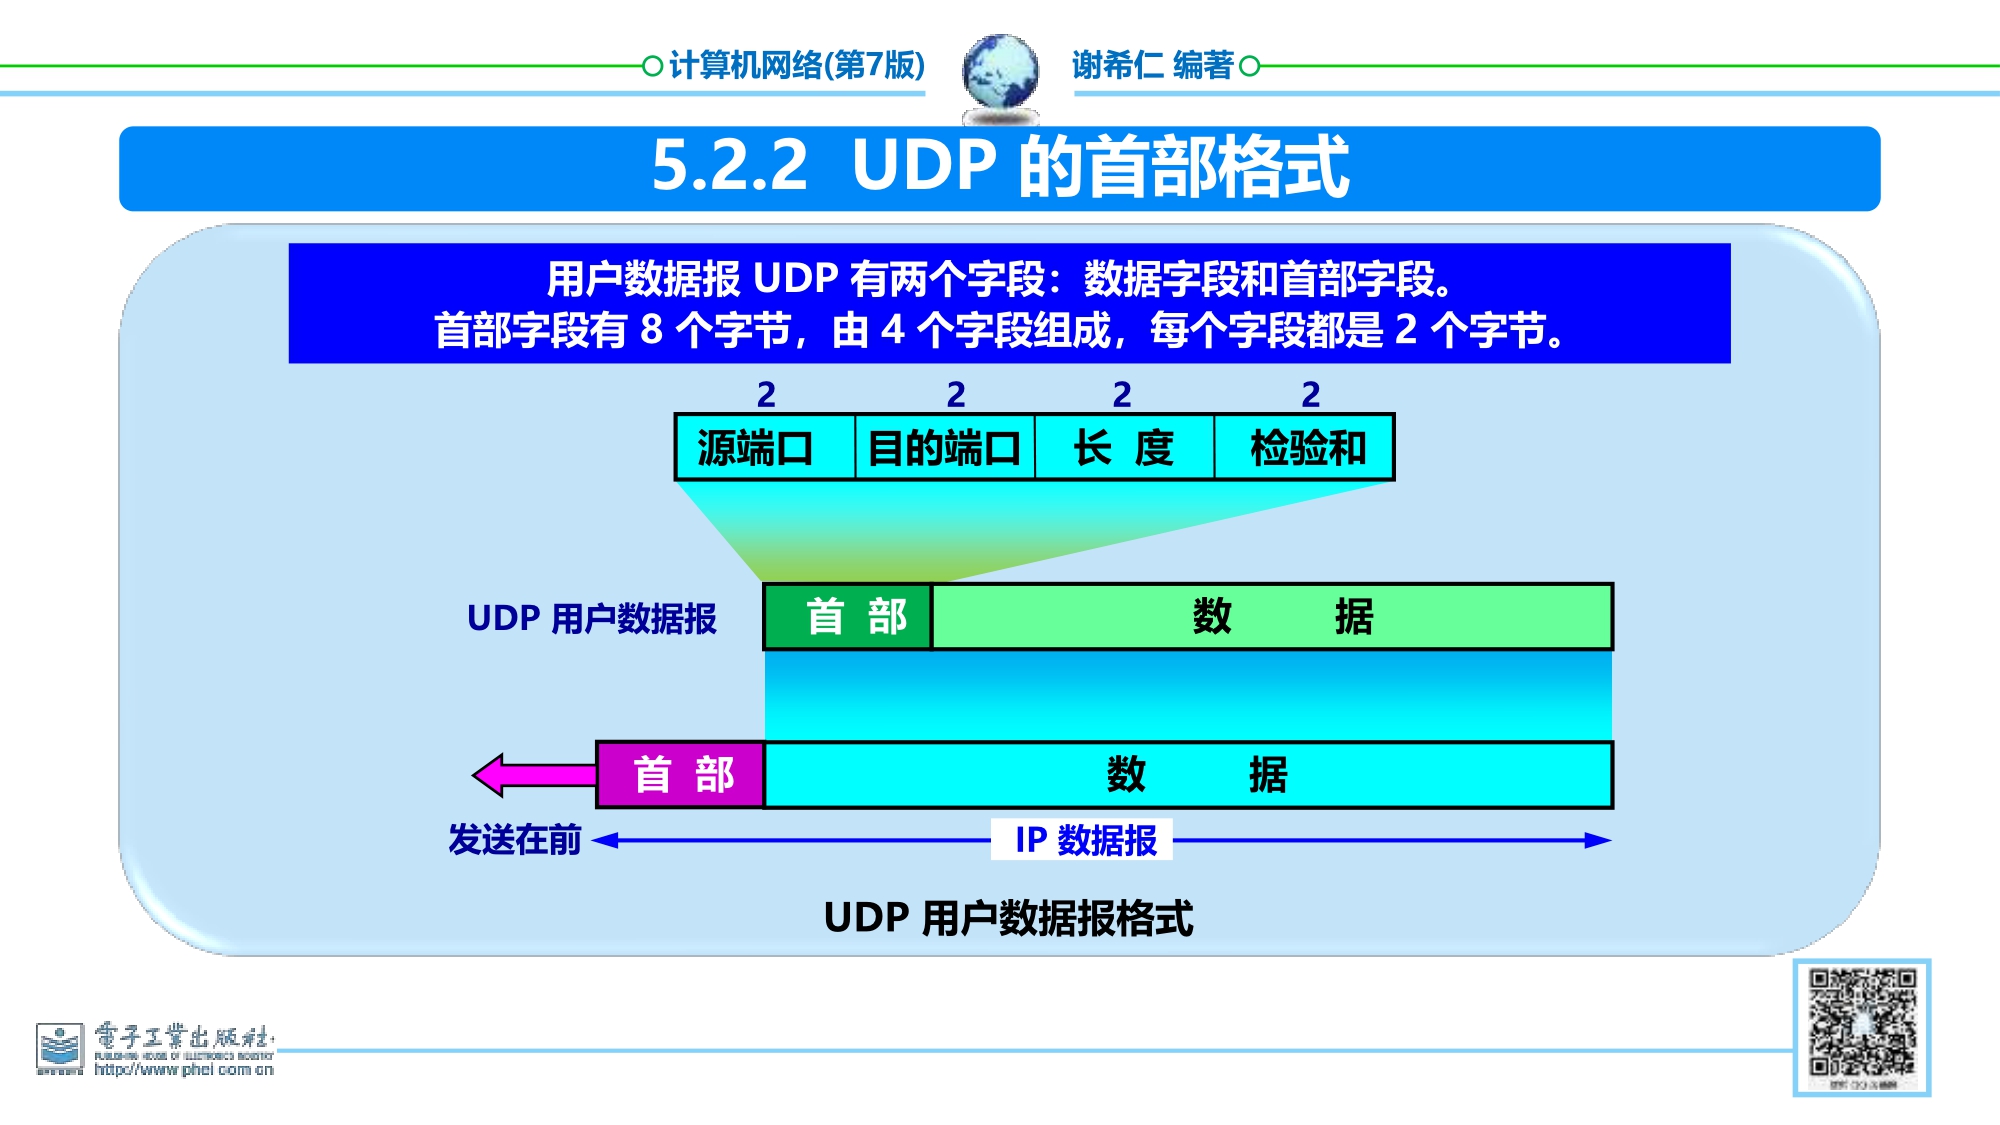 计算机网络(第7版)
谢希仁 编著
5.2.2 UDP 的首部格式
用户数据报 UDP 有两个字段：数据字段和首部字段。
首部字段有 8 个字节，由 4 个字段组成，每个字段都是 2 个字节。
2 2 2 2
源端口 目的端口 长 度 检验和
UDP 用户数据报 首 部 数 据
首 部 数 据
发送在前 IP 数据报
UDP 用户数据报格式
電子工業出版社
PUBLISHING HOUSE OF ELECTRONICS INDUSTRY
http://www.phei.com.cn